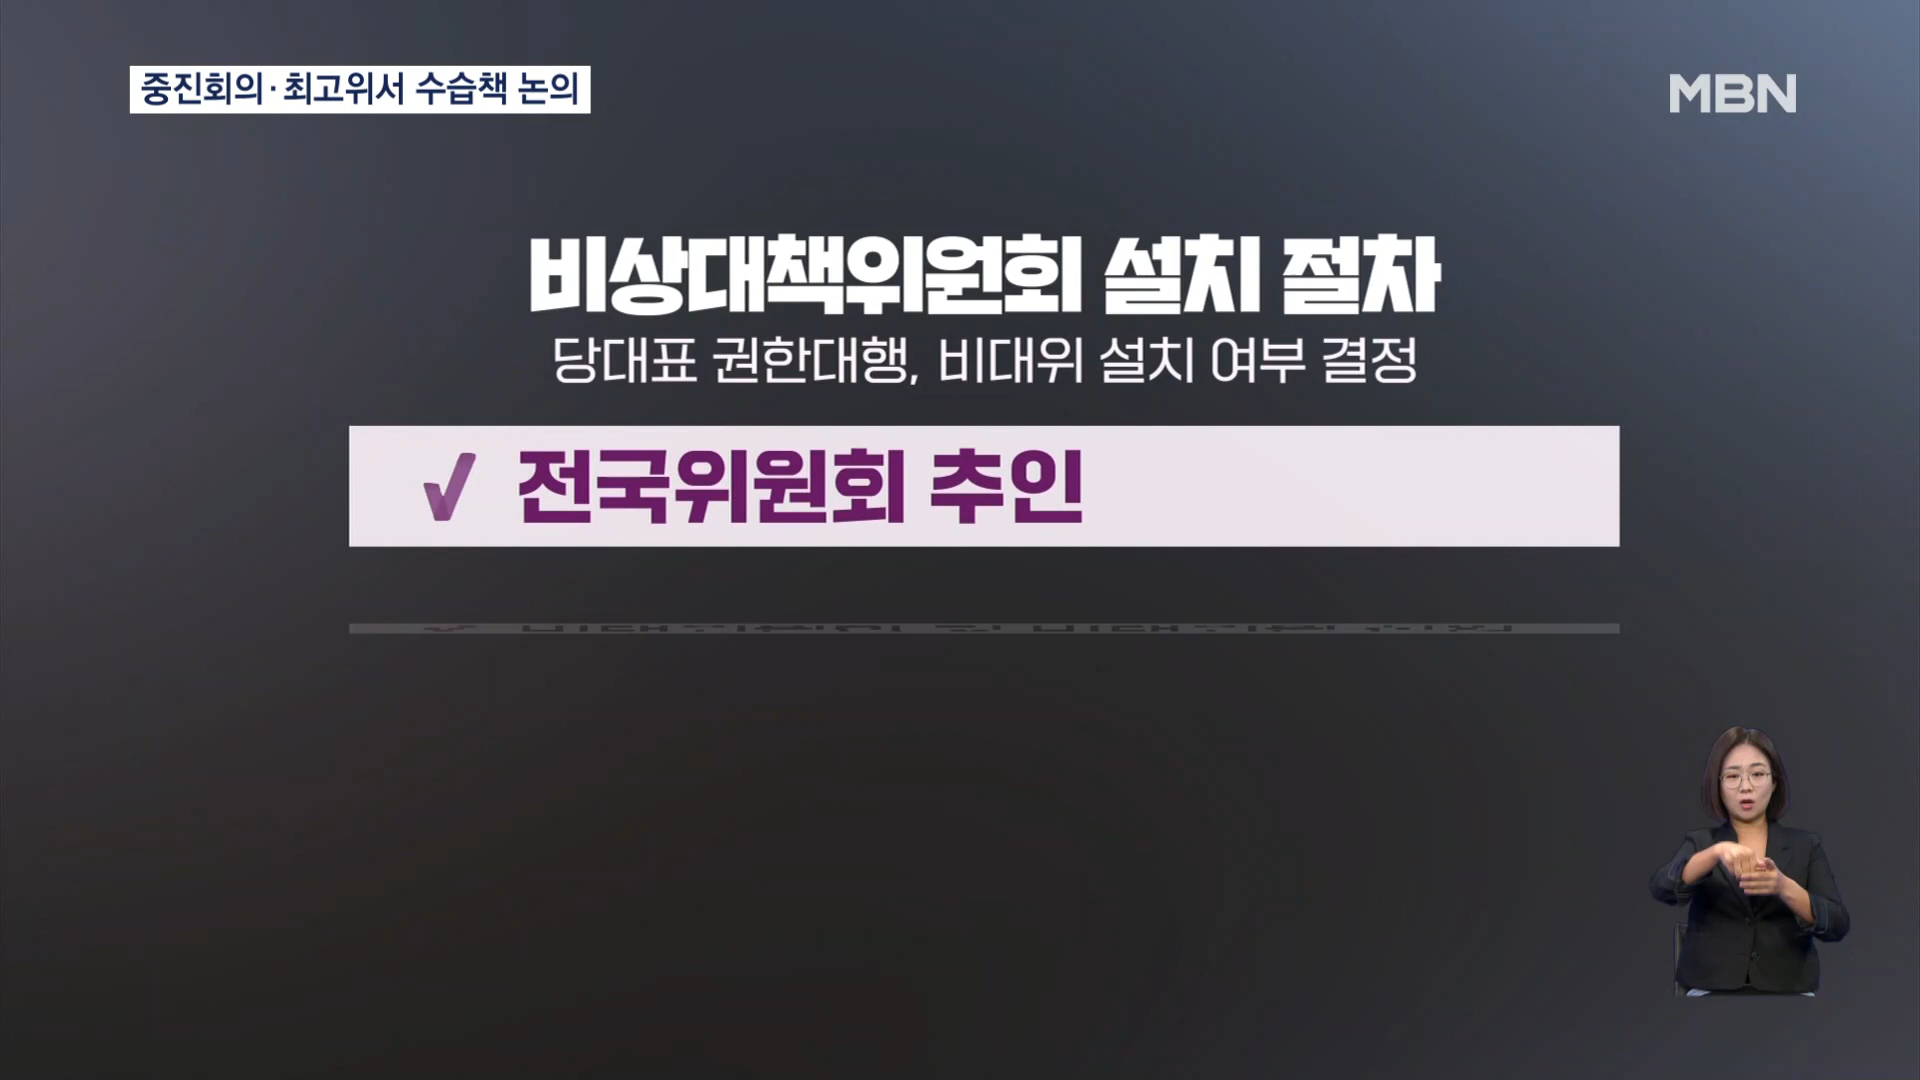 중진회의·최고위서 수습책 논의
MBN
비상대책위원회 설치 절차
당대표 권한대행, 비대위 설치 여부 결정
✓ 전국위원회 추인